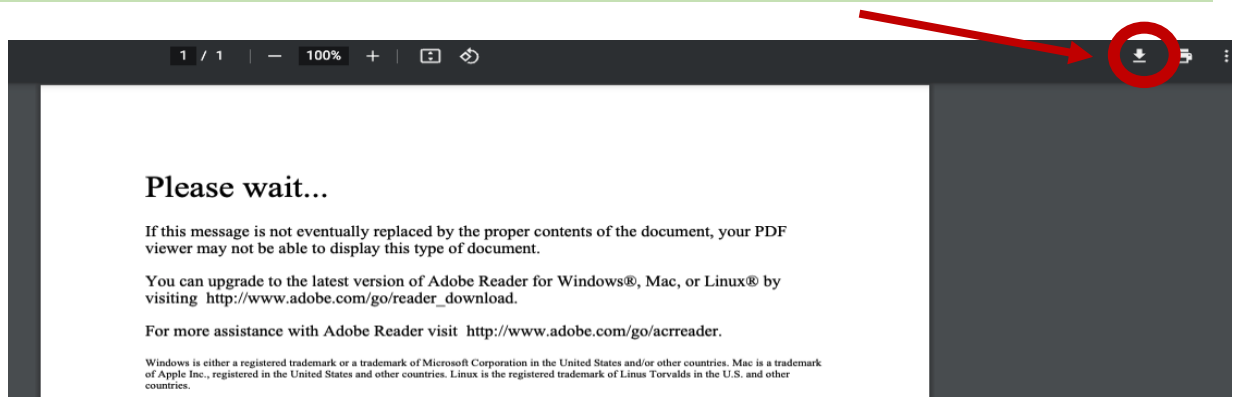 1 / 1 | — 100% + |
Please wait...
If this message is not eventually replaced by the proper contents of the document, your PDF
viewer may not be able to display this type of document.
You can upgrade to the latest version of Adobe Reader for Windows®, Mac, or Linux® by
visiting http://www.adobe.com/go/reader_download.
For more assistance with Adobe Reader visit http://www.adobe.com/go/acrreader.
Windows is either a registered trademark or a trademark of Microsoft Corporation in the United States and/or other countries. Mac is a trademark
of Apple Inc., registered in the United States and other countries. Linux is the registered trademark of Linus Torvalds in the U.S. and other
countries.